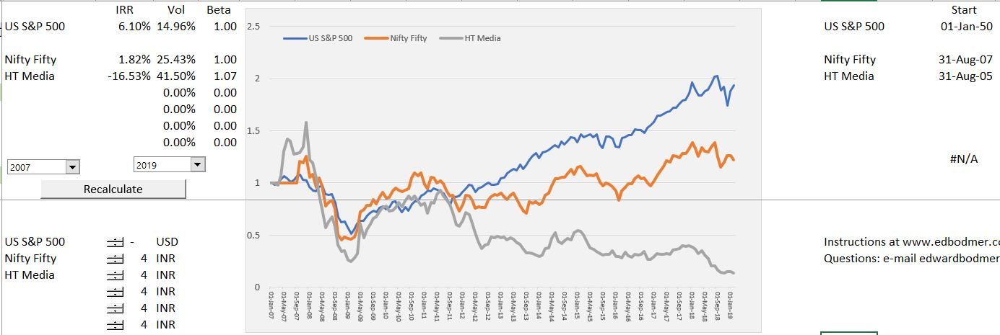 IRR Vol Beta
US S&P 500 6.10% 14.96% 1.00
Nifty Fifty 1.82% 25.43% 1.00
HT Media -16.53% 41.50% 1.07
0.00% 0.00
0.00% 0.00
0.00% 0.00
0.00% 0.00
2007 2019
Recalculate
US S&P 500 - USD
Nifty Fifty 4 INR
HT Media 4 INR
4 INR
4 INR
4 INR
US S&P 500 Nifty Fifty HT Media
2.5
2
1.5
1
0.5
0
01-Jan-07
01-May-07
01-Sep-07
01-Jan-08
01-May-08
01-Sep-08
01-Jan-09
01-May-09
01-Sep-09
01-Jan-10
01-May-10
01-Sep-10
01-Jan-11
01-May-11
01-Sep-11
01-Jan-12
01-May-12
01-Sep-12
01-Jan-13
01-May-13
01-Sep-13
01-Jan-14
01-May-14
01-Sep-14
01-Jan-15
01-May-15
01-Sep-15
01-Jan-16
01-May-16
01-Sep-16
01-Jan-17
01-May-17
01-Sep-17
01-Jan-18
01-May-18
01-Sep-18
01-Jan-19
Start
US S&P 500 01-Jan-50
Nifty Fifty 31-Aug-07
HT Media 31-Aug-05
#N/A
Instructions at www.edbodmer.c
Questions: e-mail edwardbodmer